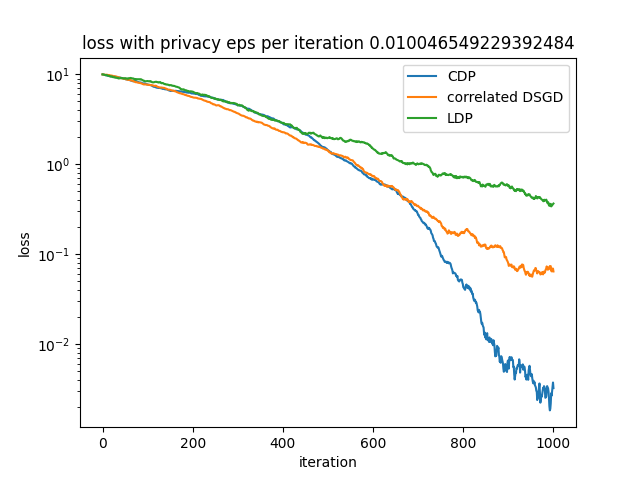 loss with privacy eps per iteration 0.010046549229392484
CDP
correlated DSGD
LDP
10¹
10⁰
10⁻¹
10⁻²
loss
0 200 400 600 800 1000
iteration